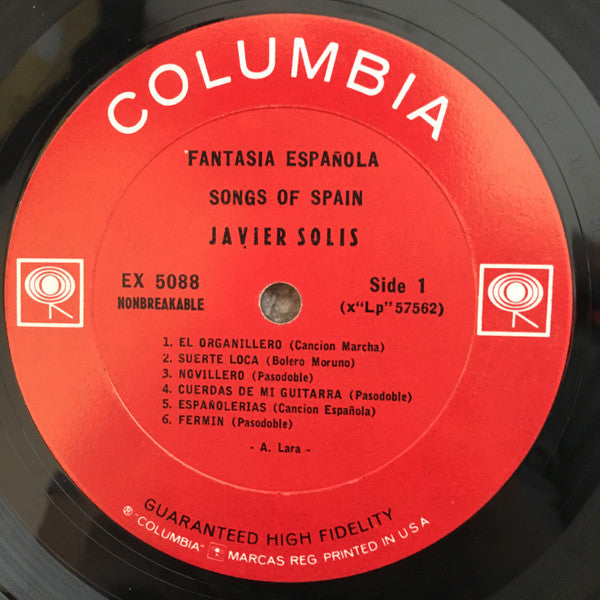 COLUMBIA
FANTASIA ESPAÑOLA
SONGS OF SPAIN
JAVIER SOLIS
EX 5088
NONBREAKABLE
Side 1
(x"Lp"57562)
1. EL ORGANILLERO (Cancion Marcha)
2. SUERTE LOCA (Bolero Moruno)
3. NOVILLERO (Pasodoble)
4. CUERDAS DE MI GUITARRA (Pasodoble)
5. ESPAÑOLERIAS (Cancion Española)
6. FERMIN (Pasodoble)
- A. Lara -
GUARANTEED HIGH FIDELITY
® "COLUMBIA" MARCAS REG PRINTED IN U S A